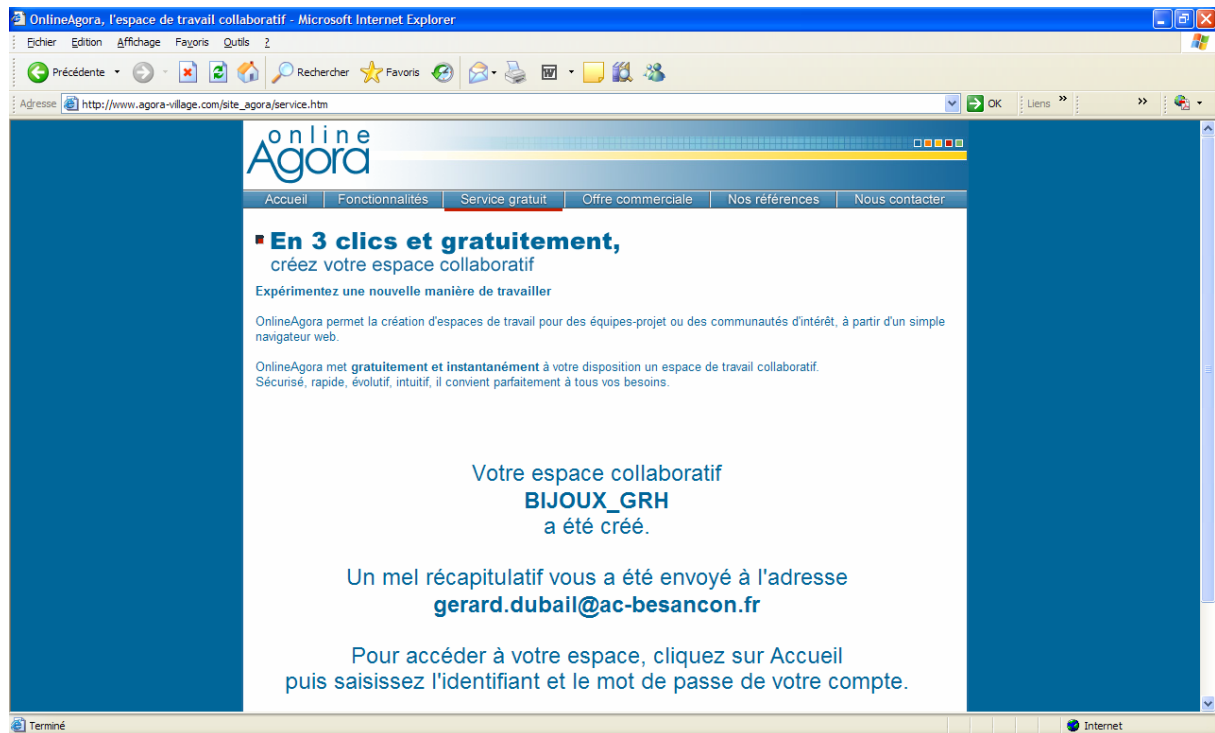 OnlineAgora, l'espace de travail collaboratif - Microsoft Internet Explorer
Fichier Edition Affichage Favoris Outils ?
Précédente Rechercher Favoris
Adresse http://www.agora-village.com/site_agora/service.htm OK Liens » »
online
Agora
Accueil Fonctionnalités Service gratuit Offre commerciale Nos références Nous contacter
En 3 clics et gratuitement,
créez votre espace collaboratif
Expérimentez une nouvelle manière de travailler
OnlineAgora permet la création d'espaces de travail pour des équipes-projet ou des communautés d'intérêt, à partir d'un simple
navigateur web.
OnlineAgora met gratuitement et instantanément à votre disposition un espace de travail collaboratif.
Sécurisé, rapide, évolutif, intuitif, il convient parfaitement à tous vos besoins.
Votre espace collaboratif
BIJOUX_GRH
a été créé.
Un mel récapitulatif vous a été envoyé à l'adresse
gerard.dubail@ac-besancon.fr
Pour accéder à votre espace, cliquez sur Accueil
puis saisissez l'identifiant et le mot de passe de votre compte.
Terminé Internet